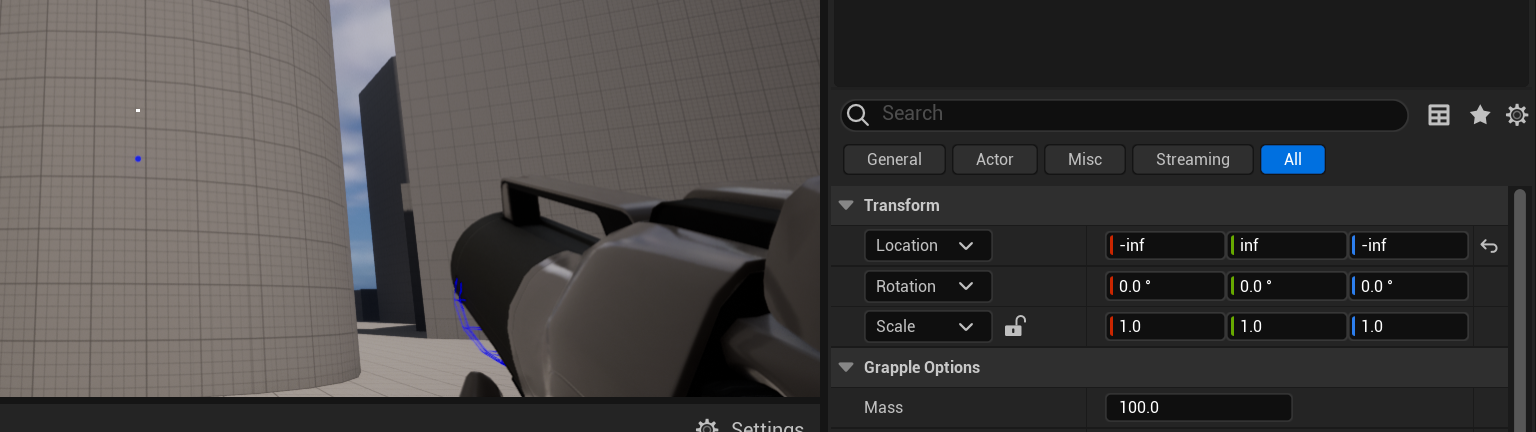 Search
General Actor Misc Streaming All
Transform
Location -inf inf -inf
Rotation 0.0 ° 0.0 ° 0.0 °
Scale 1.0 1.0 1.0
Grapple Options
Mass 100.0
Settings